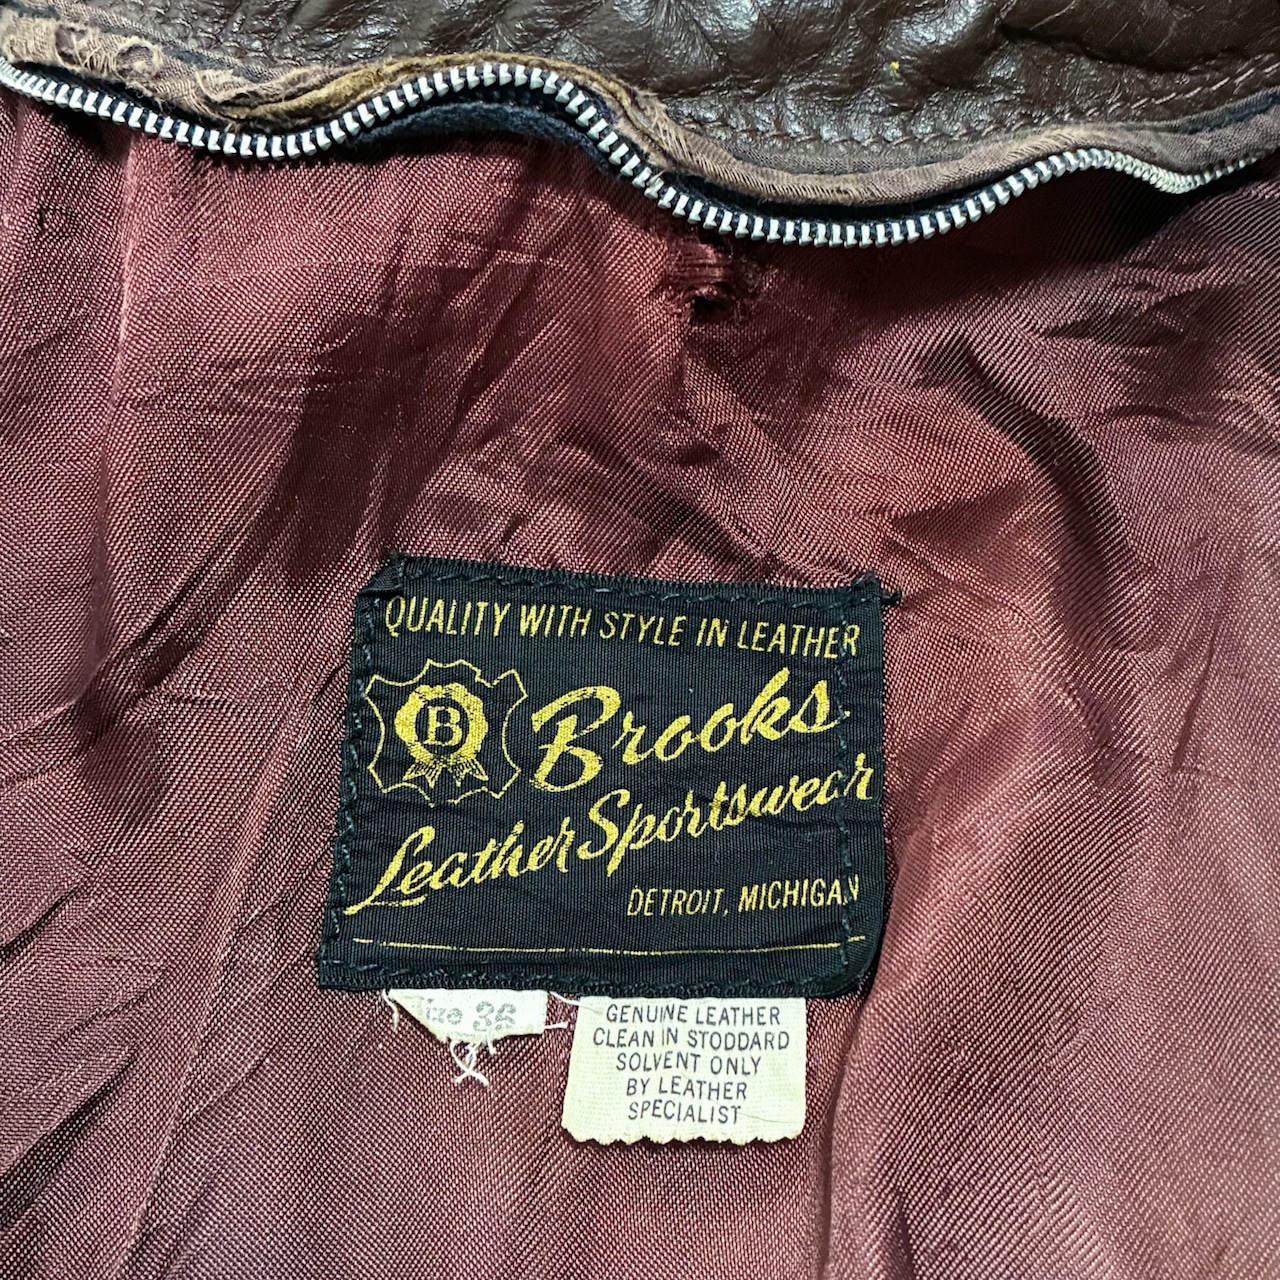 QUALITY WITH STYLE IN LEATHER
B
Brooks
Leather Sportswear
DETROIT, MICHIGAN
Size 36
GENUINE LEATHER
CLEAN IN STODDARD
SOLVENT ONLY
BY LEATHER
SPECIALIST